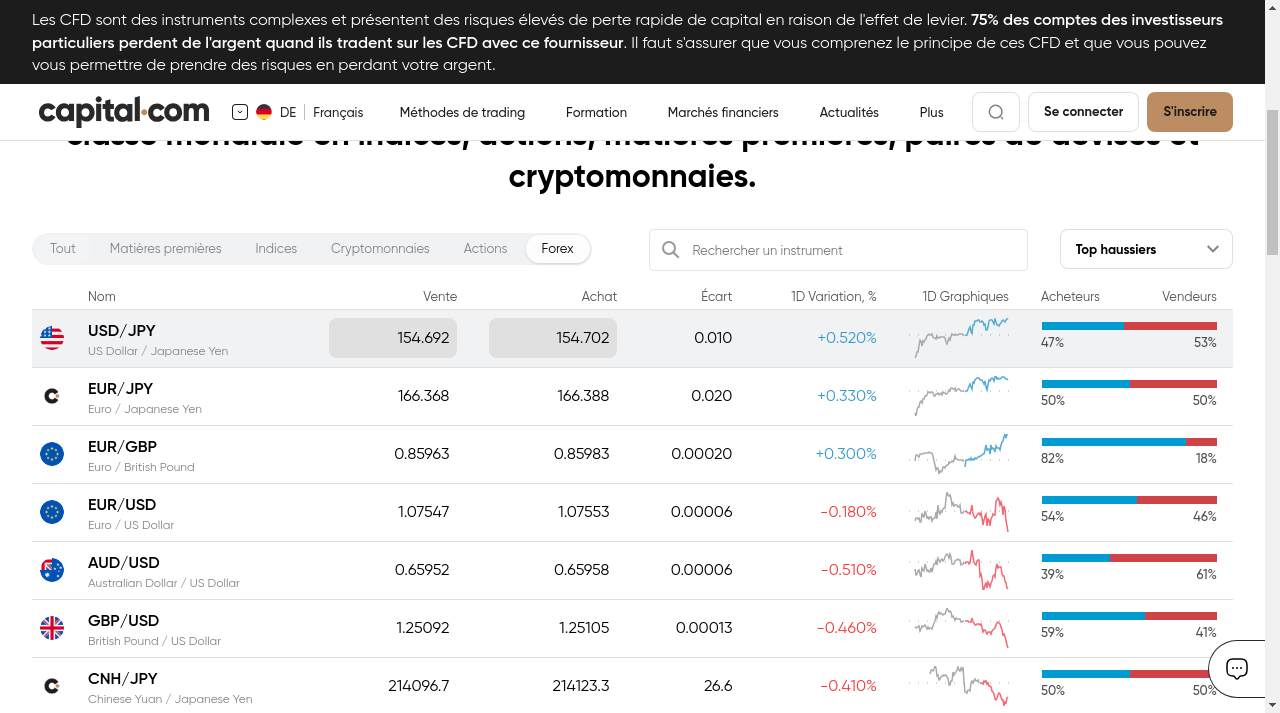 Les CFD sont des instruments complexes et présentent des risques élevés de perte rapide de capital en raison de l'effet de levier. 75% des comptes des investisseurs
particuliers perdent de l'argent quand ils tradent sur les CFD avec ce fournisseur. Il faut s'assurer que vous comprenez le principe de ces CFD et que vous pouvez
vous permettre de prendre des risques en perdant votre argent.
capital.com DE Français Méthodes de trading Formation Marchés financiers Actualités Plus Se connecter S'inscrire
classe mondiale en indices, actions, matières premières, paires de devises et
cryptomonnaies.
Tout Matières premières Indices Cryptomonnaies Actions Forex Rechercher un instrument Top haussiers
Nom Vente Achat Écart 1D Variation, % 1D Graphiques Acheteurs Vendeurs
USD/JPY 154.692 154.702 0.010 +0.520%
US Dollar / Japanese Yen 47% 53%
EUR/JPY 166.368 166.388 0.020 +0.330%
Euro / Japanese Yen 50% 50%
EUR/GBP 0.85963 0.85983 0.00020 +0.300%
Euro / British Pound 82% 18%
EUR/USD 1.07547 1.07553 0.00006 -0.180%
Euro / US Dollar 54% 46%
AUD/USD 0.65952 0.65958 0.00006 -0.510%
Australian Dollar / US Dollar 39% 61%
GBP/USD 1.25092 1.25105 0.00013 -0.460%
British Pound / US Dollar 59% 41%
CNH/JPY 214096.7 214123.3 26.6 -0.410%
Chinese Yuan / Japanese Yen 50% 50%